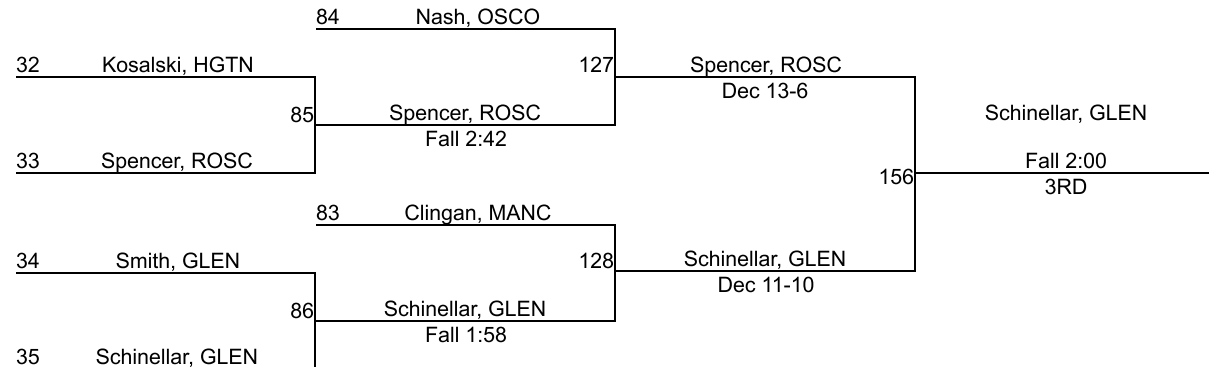 84 Nash, OSCO
32 Kosalski, HGTN
127 Spencer, ROSC
Dec 13-6
85 Spencer, ROSC
Fall 2:42
Schinellar, GLEN
33 Spencer, ROSC
Fall 2:00
156
3RD
83 Clingan, MANC
34 Smith, GLEN
128 Schinellar, GLEN
Dec 11-10
86 Schinellar, GLEN
Fall 1:58
35 Schinellar, GLEN